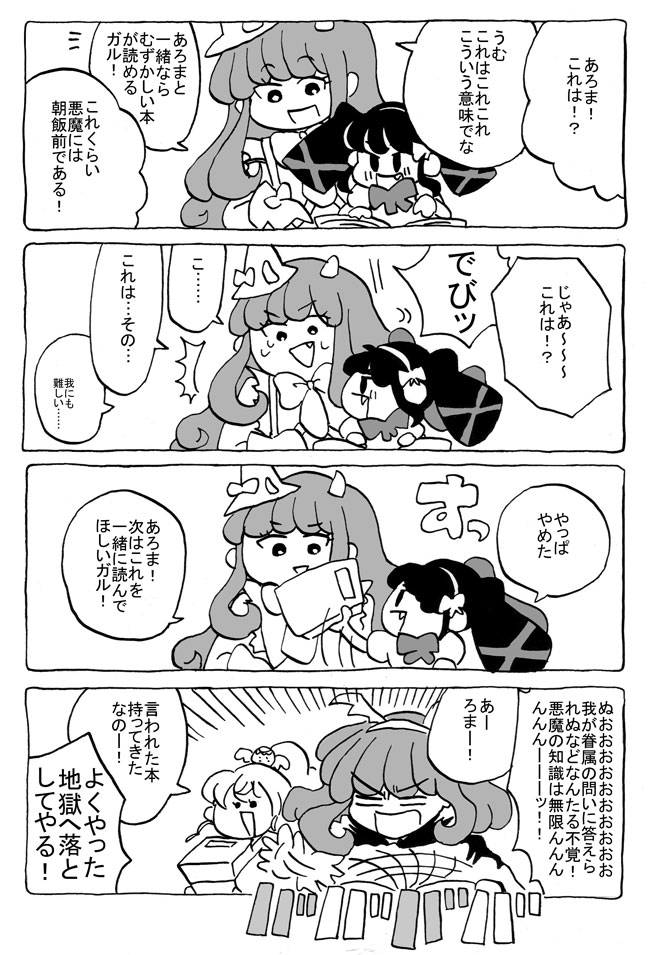 あろま！
これは！？
うむ
これはこれこれ
こういう意味でな
あろまと
一緒なら
むずかしい本
が読める
ガル！
これくらい
悪魔には
朝飯前である！
じゃあ～～～
これは！？
でびッ
こ……
これは…その…
我にも
難しい……
やっぱ
やめた
すっ
あろま！
次はこれを
一緒に読んで
ほしいガル！
ぬぉおおおおおおおおお
我が眷属の問いに答えら
れぬなどなんたる不覚！
悪魔の知識は無限んんん
んんんーーーッ！！
あー
ろまー！
言われた本
持ってきた
なのー！
よくやった
地獄へ落と
してやる！